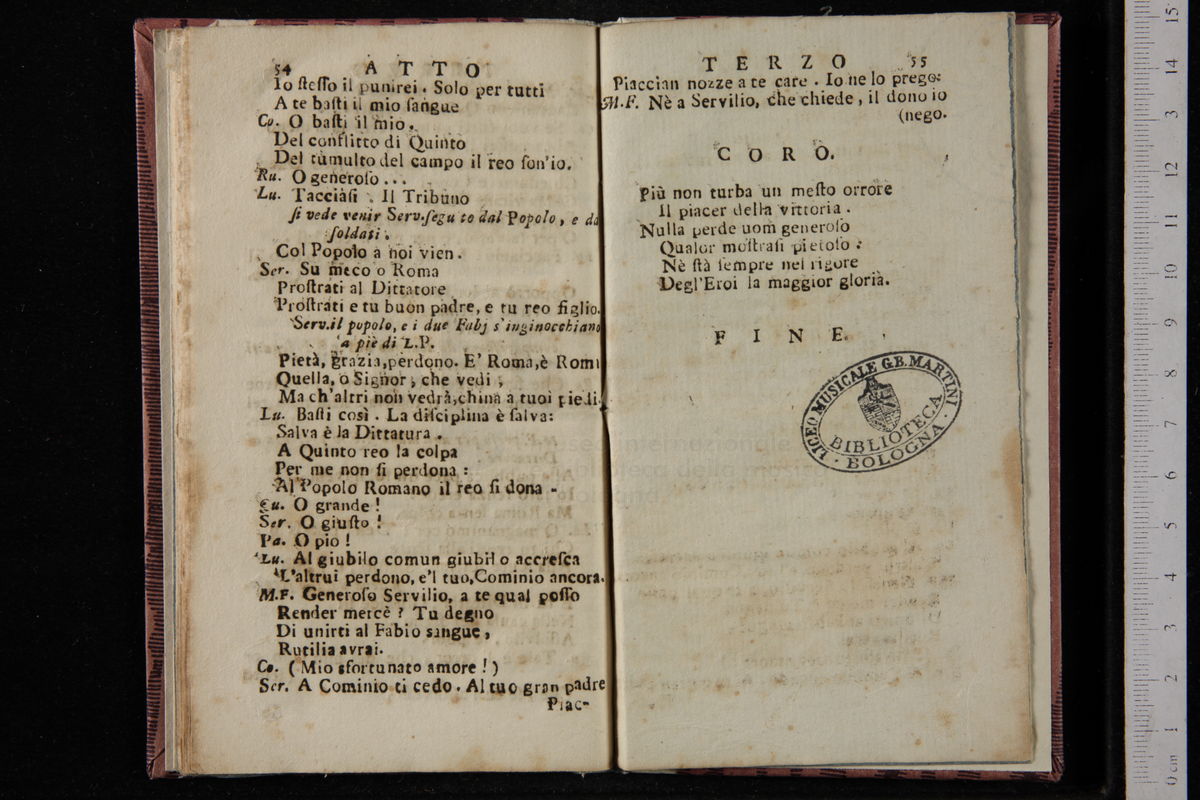 54 ATTO
Io ſteſſo il punirei. Solo per tutti
A te baſti il mio ſangue
Co. O baſti il mio,
Del conflitto di Quinto
Del tumulto del campo il reo ſon'io.
Ru. O generoſo...
Lu. Tacciaſi. Il Tribuno
ſi vede venir Serv. ſegu to dal Popolo, e da
ſoldati.
Col Popolo a noi vien.
Ser. Su meco o Roma
Proſtrati al Dittatore
Proſtrati e tu buon padre, e tu reo figlio.
Serv. il popolo, e i due Fabj s'inginocchiano
a piè di L.P.
Pietà, grazia, perdono. E' Roma, è Rom
Quella, o Signor, che vedi,
Ma ch'altri non vedrà, china a tuoi piedi.
Lu. Baſti così. La diſciplina è ſalva:
Salva è la Dittatura.
A Quinto reo la colpa
Per me non ſi perdona:
Al Popolo Romano il reo ſi dona -
Cu. O grande!
Ser. O giuſto!
Pa. O pio!
Lu. Al giubilo comun giubilo accreſca
L'altrui perdono, e'l tuo, Cominio ancora.
M.F. Generoſo Servilio, a te qual poſſo
Render mercè? Tu degno
Di unirti al Fabio sangue,
Rutilia avrai.
Co. (Mio sfortunato amore!)
Ser. A Cominio ti cedo. Al tuo gran padre
Piac-
TERZO 55
Piaccian nozze a te care. Io ne lo prego:
M.F. Nè a Servilio, che chiede, il dono io
(nego.
CORO.
Più non turba un meſto orrore
Il piacer della vittoria.
Nulla perde uom generoſo
Qualor moſtraſi pietoſo:
Nè ſtà ſempre nel rigore
Degl'Eroi la maggior gloria.
FINE.
LICEO MUSICALE G.B. MARTINI
BIBLIOTECA
· BOLOGNA ·